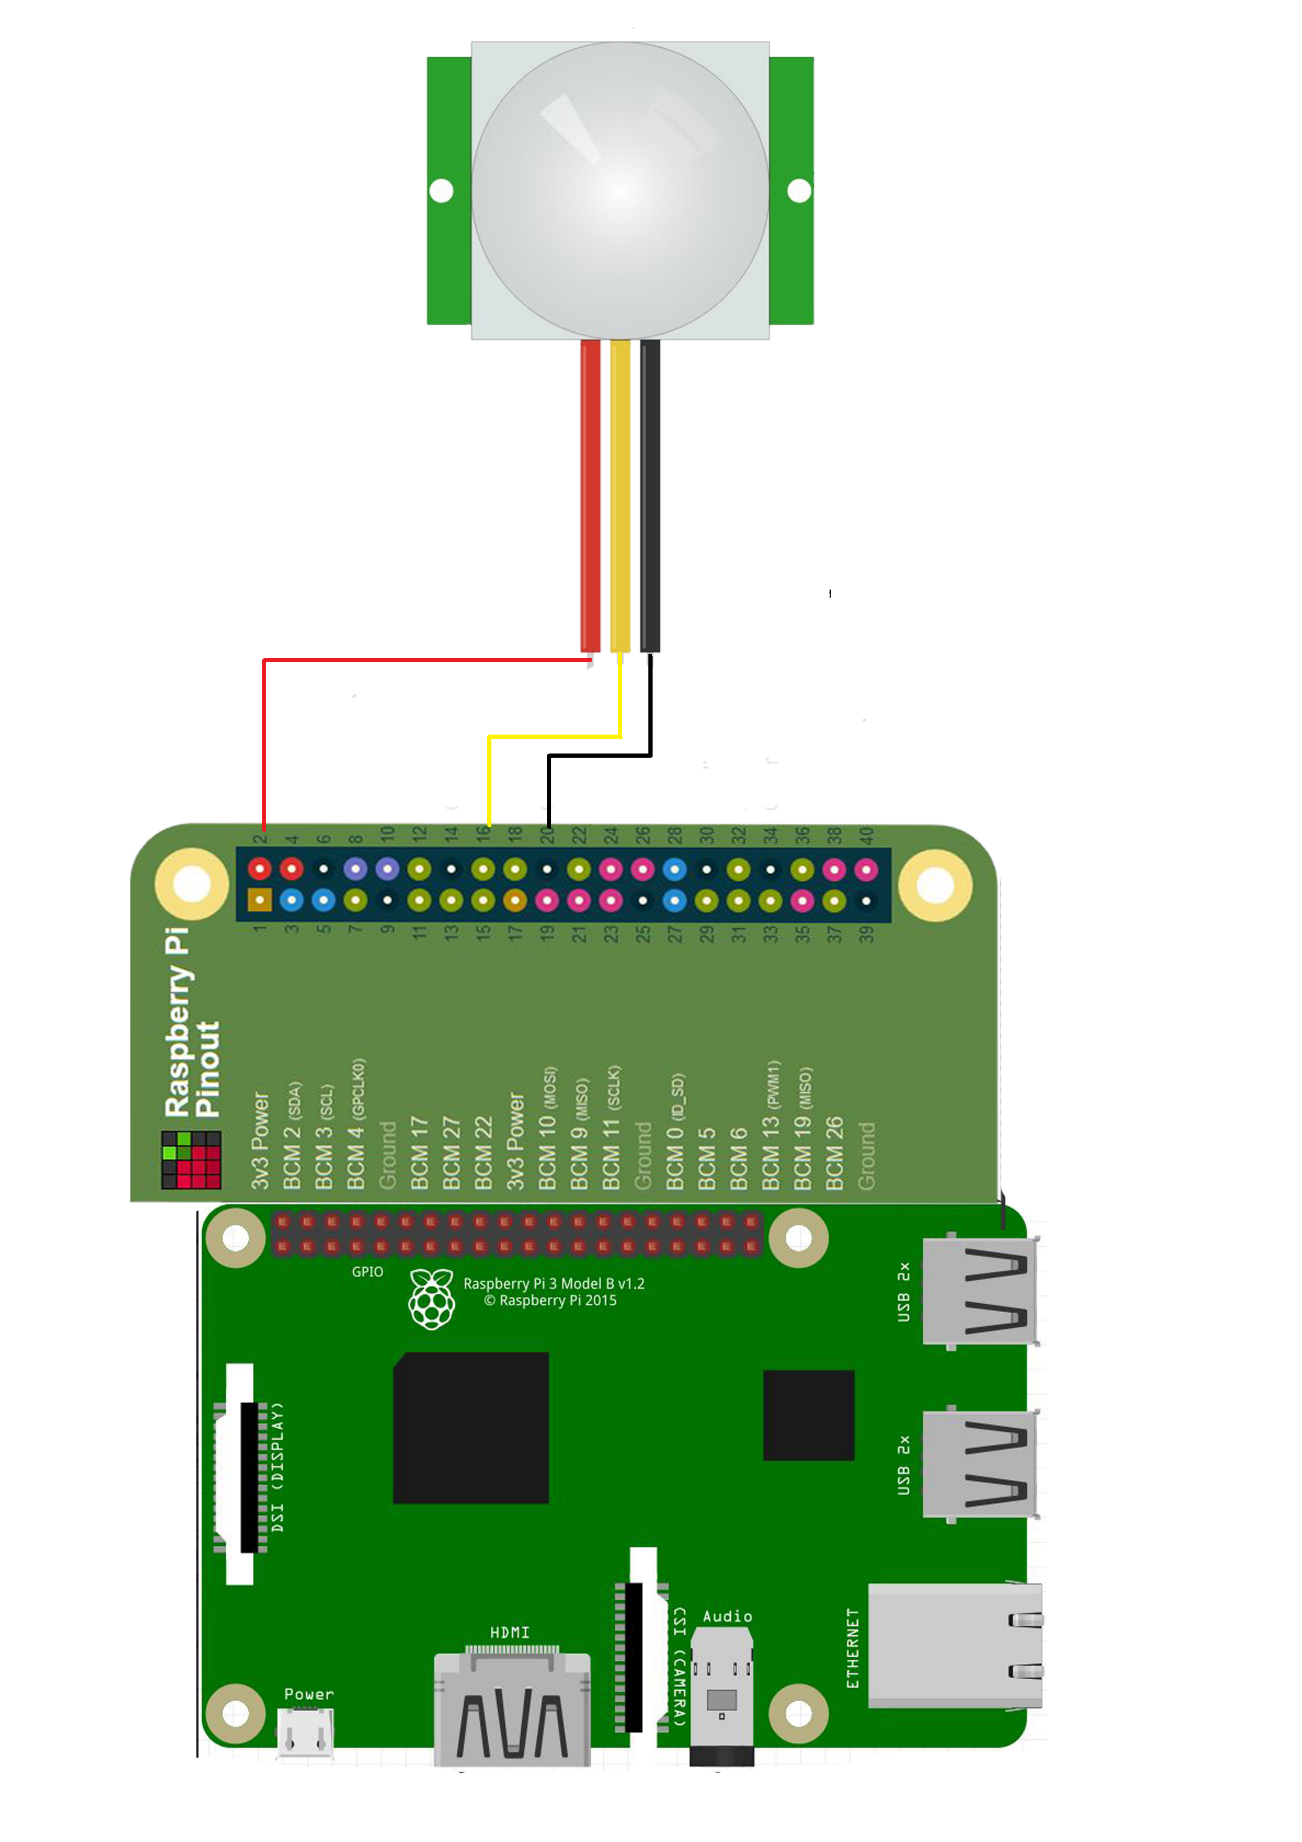 2 4 6 8 10 12 14 16 18 20 22 24 26 28 30 32 34 36 38 40
1 3 5 7 9 11 13 15 17 19 21 23 25 27 29 31 33 35 37 39
Raspberry Pi
Pinout
3v3 Power
BCM 2 (SDA)
BCM 3 (SCL)
BCM 4 (GPCLK0)
Ground
BCM 17
BCM 27
BCM 22
3v3 Power
BCM 10 (MOSI)
BCM 9 (MISO)
BCM 11 (SCLK)
Ground
BCM 0 (ID_SD)
BCM 5
BCM 6
BCM 13 (PWM1)
BCM 19 (MISO)
BCM 26
Ground
GPIO
Raspberry Pi 3 Model B v1.2
© Raspberry Pi 2015
USB 2x
USB 2x
DSI (DISPLAY)
HDMI
CSI (CAMERA)
Audio
ETHERNET
Power